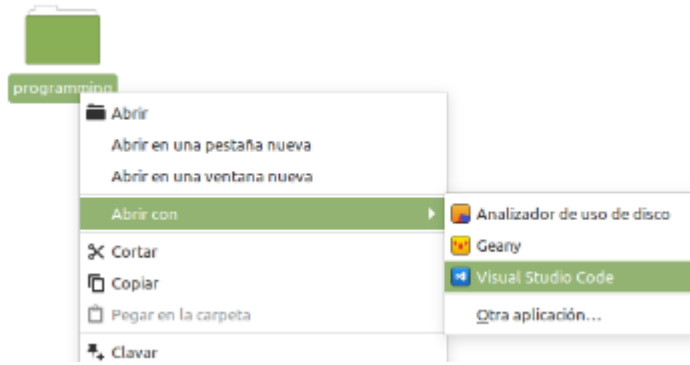 programming
Abrir
Abrir en una pestaña nueva
Abrir en una ventana nueva
Abrir con
Analizador de uso de disco
Geany
Visual Studio Code
Otra aplicación...
Cortar
Copiar
Pegar en la carpeta
Clavar